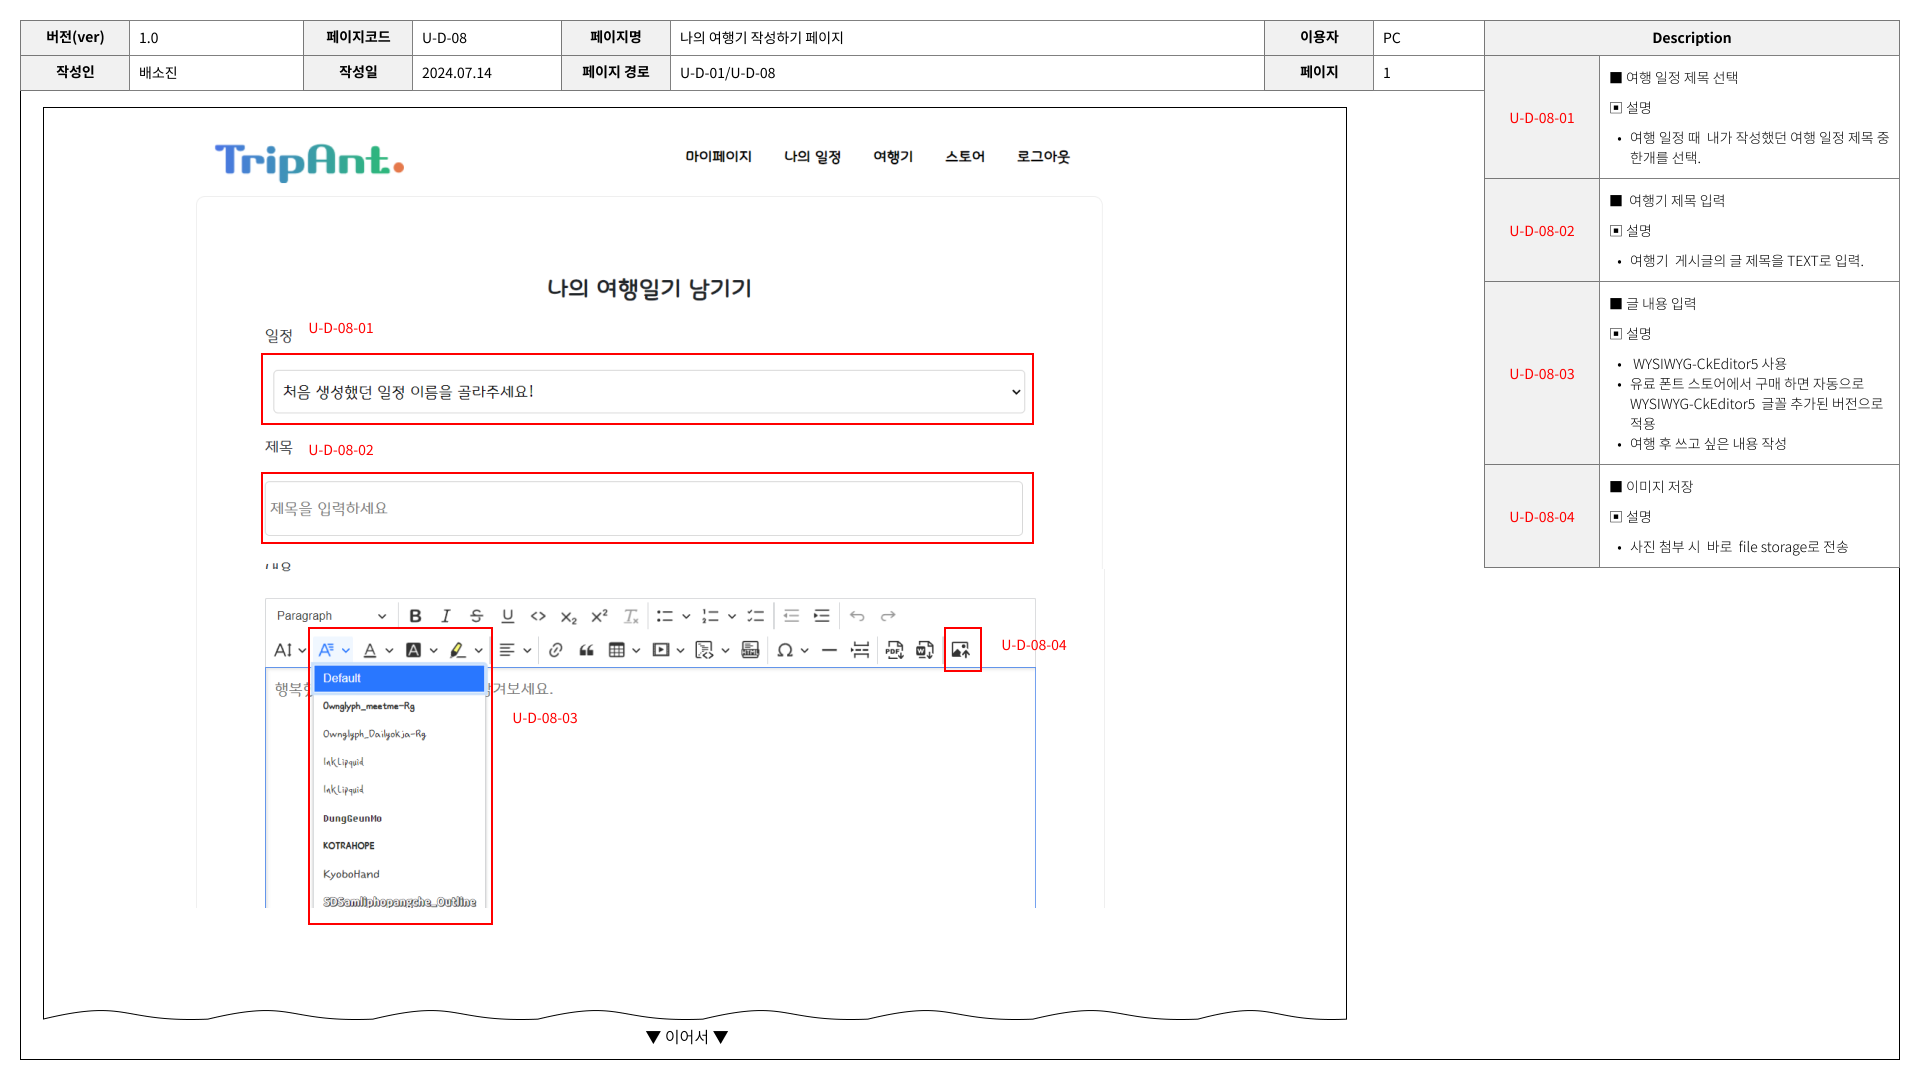 버전(ver) 1.0 페이지코드 U-D-08 페이지명 나의 여행기 작성하기 페이지 이용자 PC
작성인 배소진 작성일 2024.07.14 페이지 경로 U-D-01/U-D-08 페이지 1
TripAnt.
마이페이지 나의 일정 여행기 스토어 로그아웃
나의 여행일기 남기기
일정 U-D-08-01
처음 생성했던 일정 이름을 골라주세요!
제목 U-D-08-02
제목을 입력하세요
Paragraph
U-D-08-04
행복했 겨보세요.
Default
Ownglyph_meetme-Rg
Ownglyph_Dailyokja-Rg
InkLipquid
InkLipquid
DungGeunMo
KOTRAHOPE
KyoboHand
SDSamliphopangche_Outline
U-D-08-03
▼ 이어서 ▼
Description
U-D-08-01
■ 여행 일정 제목 선택
▣ 설명
• 여행 일정 때 내가 작성했던 여행 일정 제목 중
한개를 선택.
U-D-08-02
■ 여행기 제목 입력
▣ 설명
• 여행기 게시글의 글 제목을 TEXT로 입력.
U-D-08-03
■ 글 내용 입력
▣ 설명
• WYSIWYG-CkEditor5 사용
• 유료 폰트 스토어에서 구매 하면 자동으로
WYSIWYG-CkEditor5 글꼴 추가된 버전으로
적용
• 여행 후 쓰고 싶은 내용 작성
U-D-08-04
■ 이미지 저장
▣ 설명
• 사진 첨부 시 바로 file storage로 전송